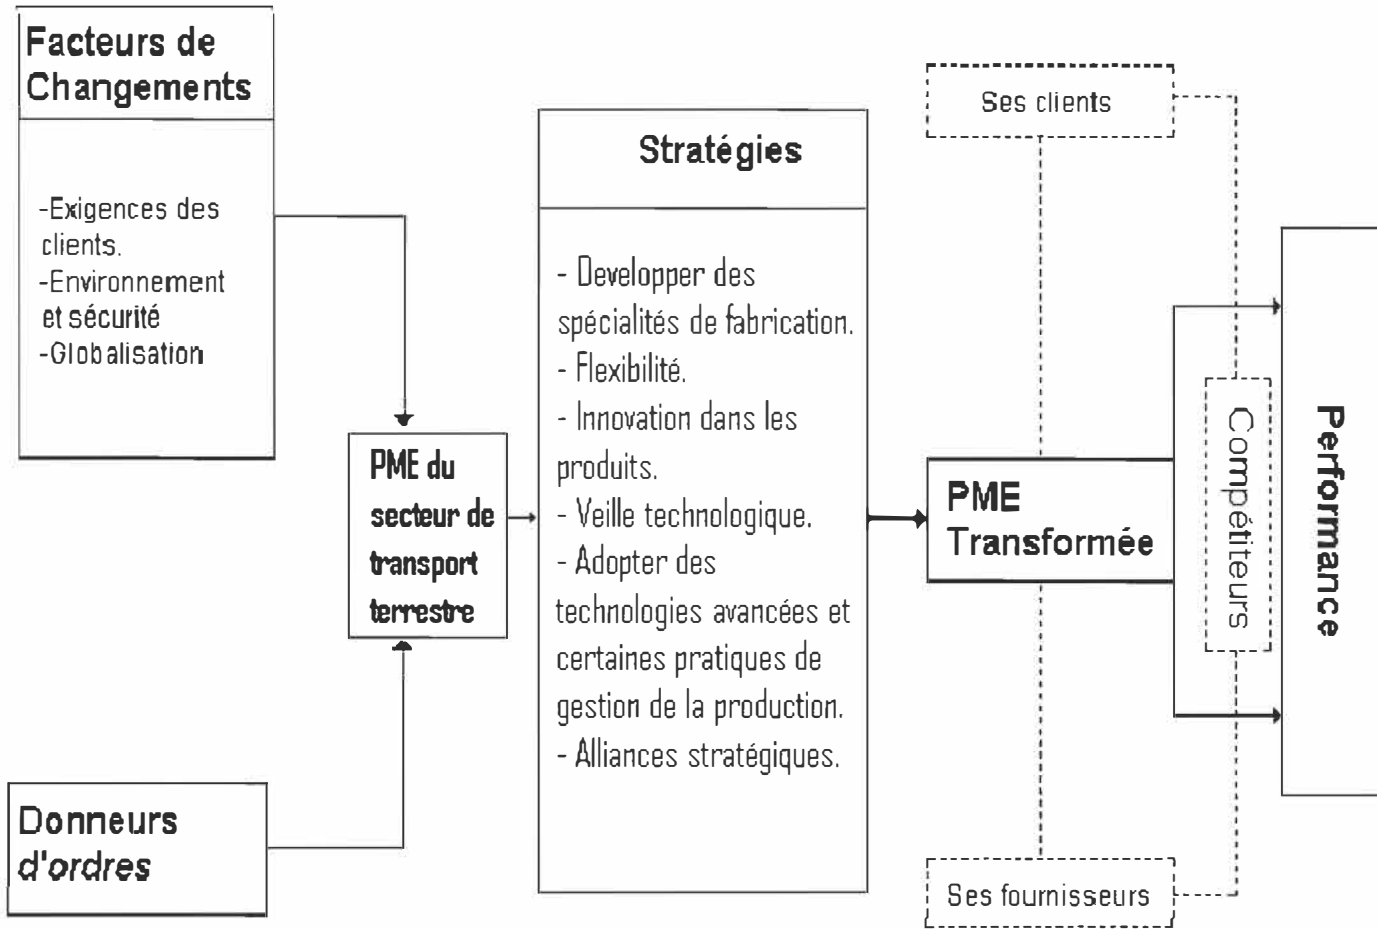 Facteurs de
Changements
-Exigences des
clients.
-Environnement
et sécurité
-Globalisation
Donneurs
d'ordres
PME du
secteur de
transport
terrestre
Stratégies
- Developper des
spécialités de fabrication.
- Flexibilité.
- Innovation dans les
produits.
- Veille technologique.
- Adopter des
technologies avancées et
certaines pratiques de
gestion de la production.
- Alliances stratégiques.
Ses clients
PME
Transformée
Ses fournisseurs
Compétiteurs
Performance